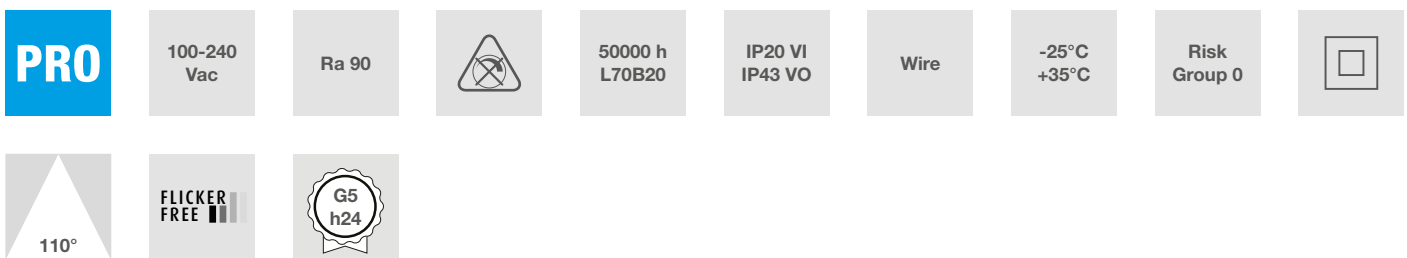 PRO
100-240
Vac
Ra 90
50000 h
L70B20
IP20 VI
IP43 VO
Wire
-25°C
+35°C
Risk
Group 0
110°
FLICKER
FREE
G5
h24